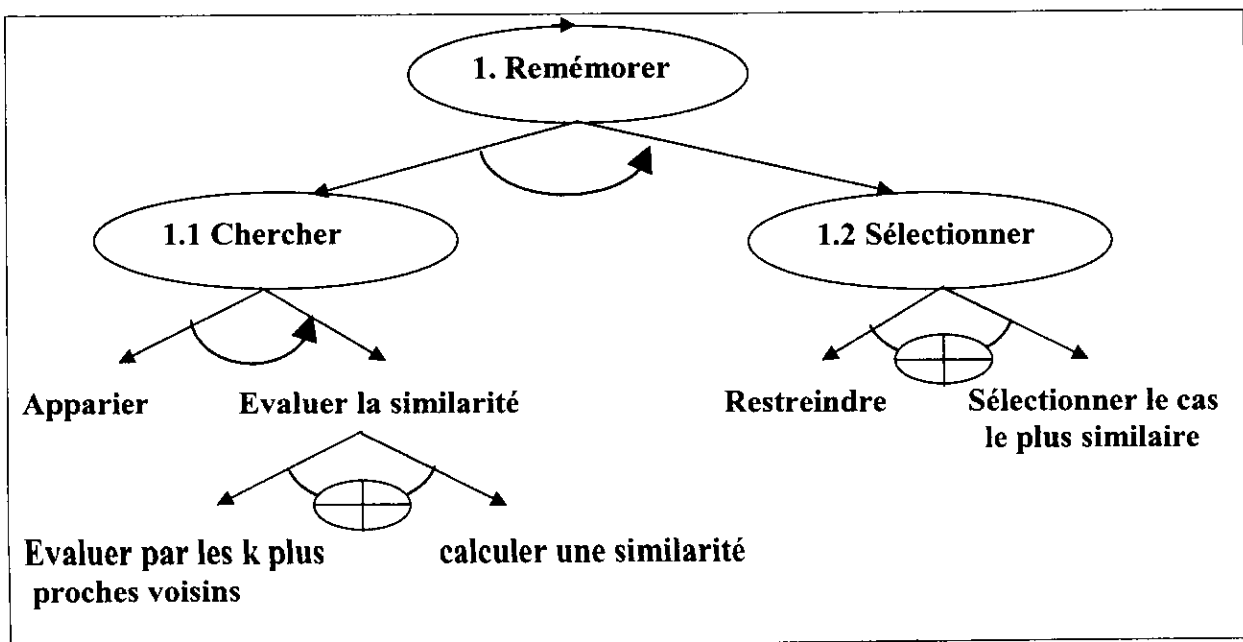 1. Remémorer
1.1 Chercher
1.2 Sélectionner
Apparier
Evaluer la similarité
Restreindre
Sélectionner le cas
le plus similaire
Evaluer par les k plus
proches voisins
calculer une similarité